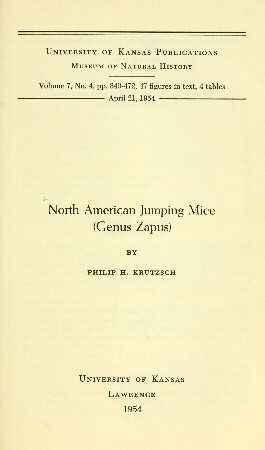 University of Kansas Publications
Museum of Natural History
Volume 7, No. 4, pp. 349-472, 47 figures in text, 4 tables
April 21, 1954
North American Jumping Mice
(Genus Zapus)
BY
PHILIP H. KRUTZSCH
University of Kansas
Lawrence
1954